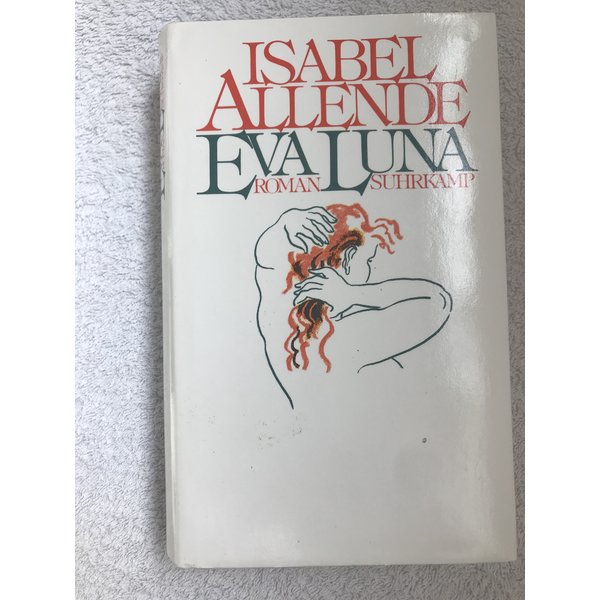 ISABEL
ALLENDE
EVA LUNA
ROMAN SUHRKAMP